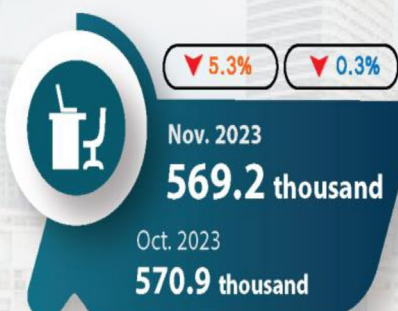 5.3% 0.3%
Nov. 2023
569.2 thousand
Oct. 2023
570.9 thousand